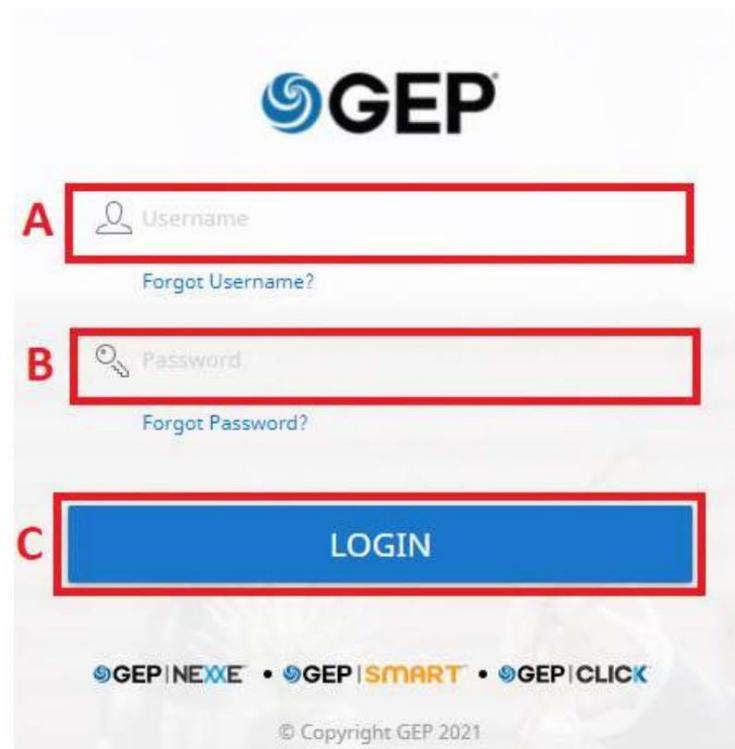 GEP
A Username
Forgot Username?
B Password
Forgot Password?
C LOGIN
GEP|NEXXE • GEP|SMART • GEP|CLICK
© Copyright GEP 2021